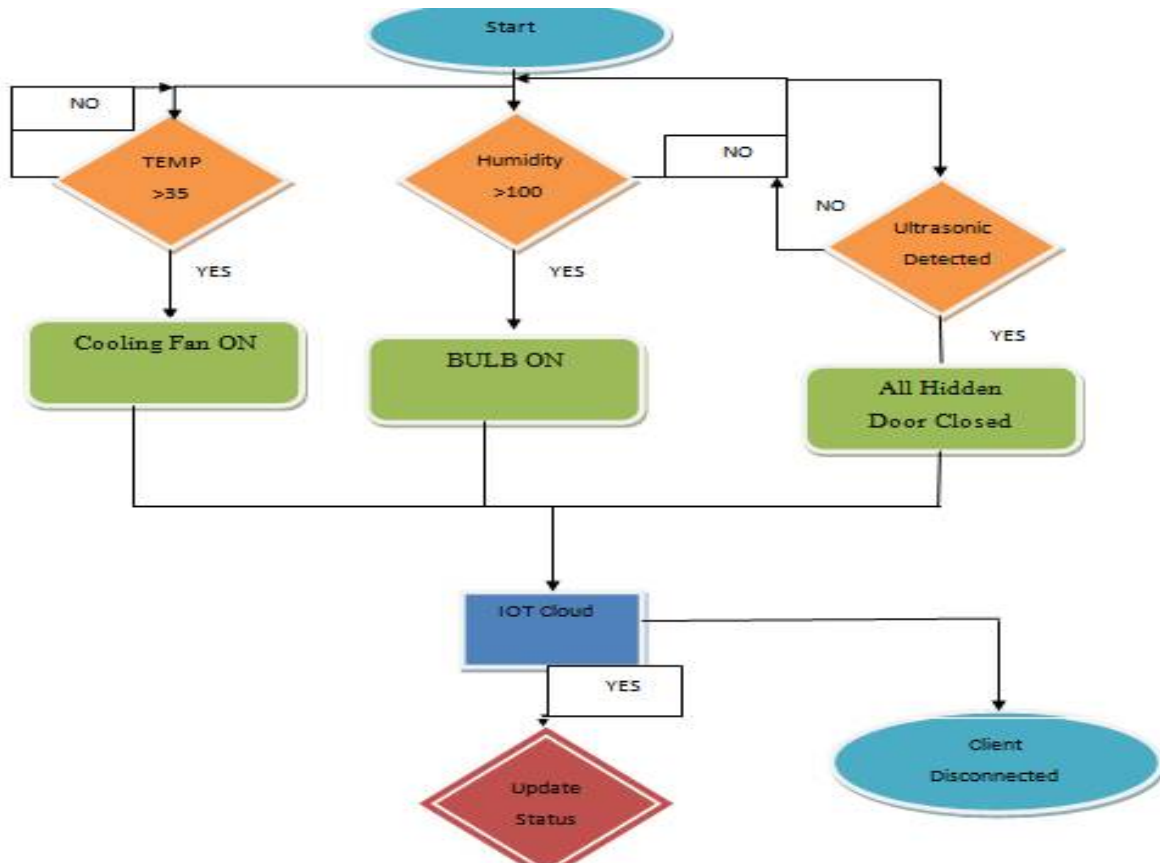 Start
NO
TEMP
>35
Humidity
>100
NO
NO
Ultrasonic
Detected
YES
YES
YES
Cooling Fan ON
BULB ON
All Hidden
Door Closed
IOT Cloud
YES
Client
Disconnected
Update
Status